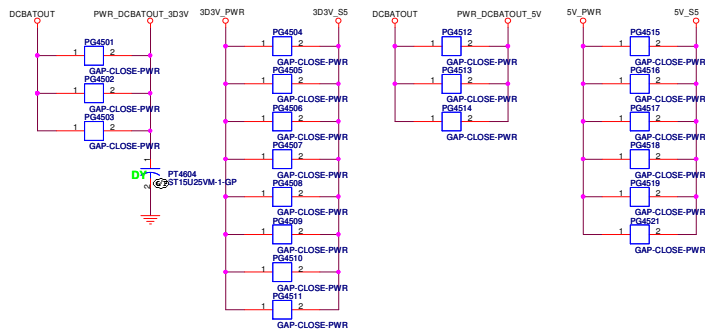 DCBATOUT PWR_DCBATOUT_3D3V
PG4501
1 2
GAP-CLOSE-PWR
PG4502
1 2
GAP-CLOSE-PWR
PG4503
1 2
GAP-CLOSE-PWR
1
DY
PT4604
ST15U25VM-1-GP
2
3D3V_PWR 3D3V_S5
PG4504
1 2
GAP-CLOSE-PWR
PG4505
1 2
GAP-CLOSE-PWR
PG4506
1 2
GAP-CLOSE-PWR
PG4507
1 2
GAP-CLOSE-PWR
PG4508
1 2
GAP-CLOSE-PWR
PG4509
1 2
GAP-CLOSE-PWR
PG4510
1 2
GAP-CLOSE-PWR
PG4511
1 2
GAP-CLOSE-PWR
DCBATOUT PWR_DCBATOUT_5V
PG4512
1 2
GAP-CLOSE-PWR
PG4513
1 2
GAP-CLOSE-PWR
PG4514
1 2
GAP-CLOSE-PWR
5V_PWR 5V_S5
PG4515
1 2
GAP-CLOSE-PWR
PG4516
1 2
GAP-CLOSE-PWR
PG4517
1 2
GAP-CLOSE-PWR
PG4518
1 2
GAP-CLOSE-PWR
PG4519
1 2
GAP-CLOSE-PWR
PG4521
1 2
GAP-CLOSE-PWR